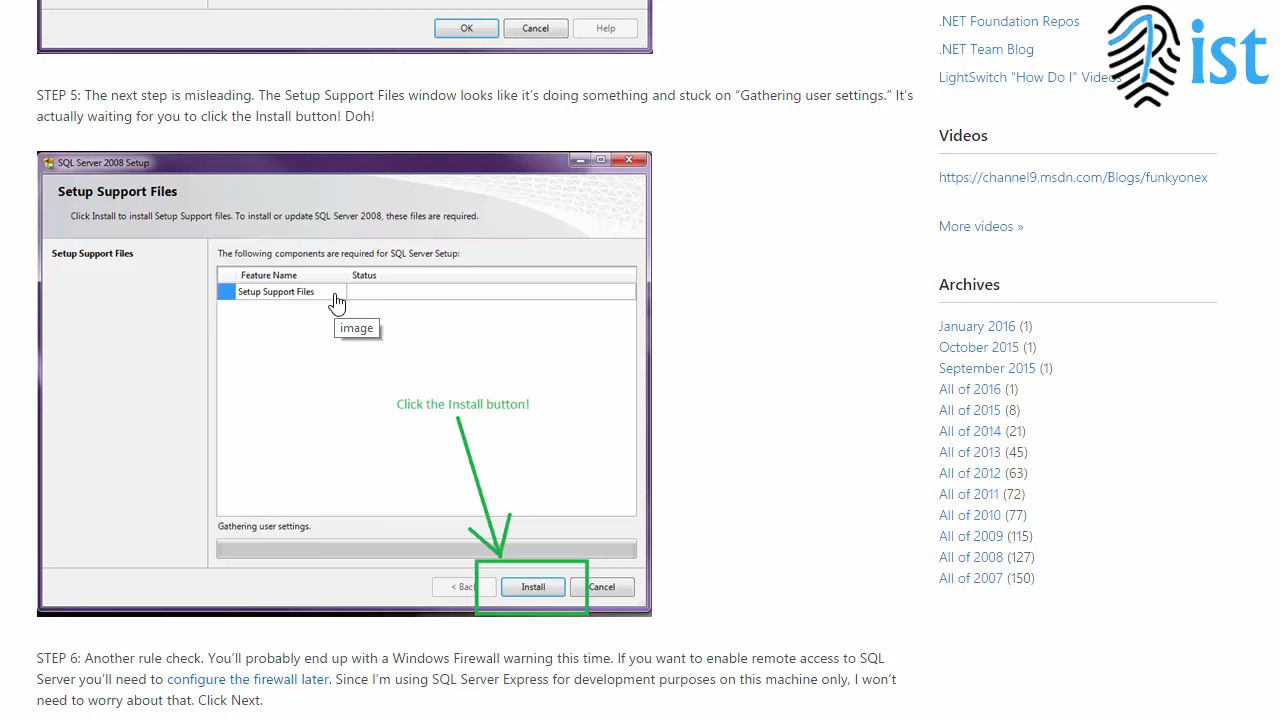 OK Cancel Help
STEP 5: The next step is misleading. The Setup Support Files window looks like it’s doing something and stuck on “Gathering user settings.” It’s
actually waiting for you to click the Install button! Doh!
SQL Server 2008 Setup
Setup Support Files
Click Install to install Setup Support files. To install or update SQL Server 2008, these files are required.
Setup Support Files
The following components are required for SQL Server Setup:
Feature Name Status
Setup Support Files
image
Click the Install button!
Gathering user settings.
< Back Install Cancel
STEP 6: Another rule check. You’ll probably end up with a Windows Firewall warning this time. If you want to enable remote access to SQL
Server you’ll need to configure the firewall later. Since I’m using SQL Server Express for development purposes on this machine only, I won’t
need to worry about that. Click Next.
.NET Foundation Repos
.NET Team Blog
LightSwitch "How Do I" Videos
ist
Videos
https://channel9.msdn.com/Blogs/funkyonex
More videos »
Archives
January 2016 (1)
October 2015 (1)
September 2015 (1)
All of 2016 (1)
All of 2015 (8)
All of 2014 (21)
All of 2013 (45)
All of 2012 (63)
All of 2011 (72)
All of 2010 (77)
All of 2009 (115)
All of 2008 (127)
All of 2007 (150)